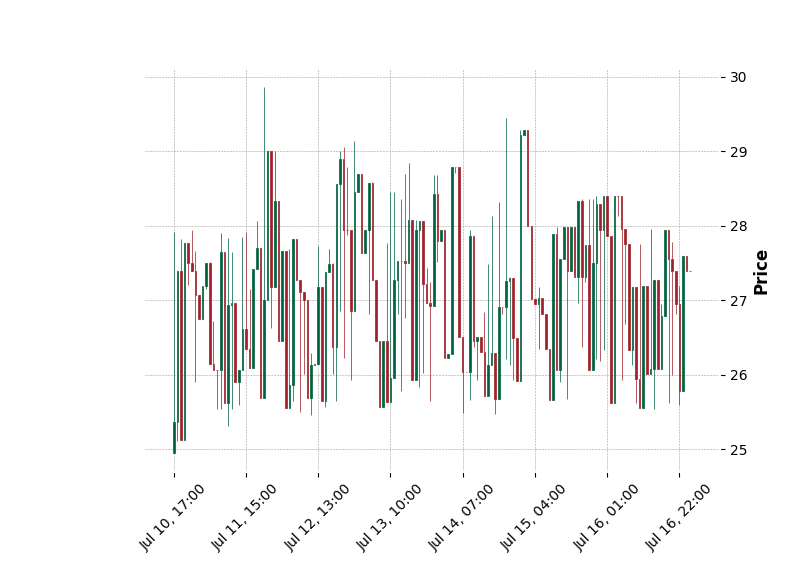 30
29
28
27
26
25
Price
Jul 10, 17:00
Jul 11, 15:00
Jul 12, 13:00
Jul 13, 10:00
Jul 14, 07:00
Jul 15, 04:00
Jul 16, 01:00
Jul 16, 22:00